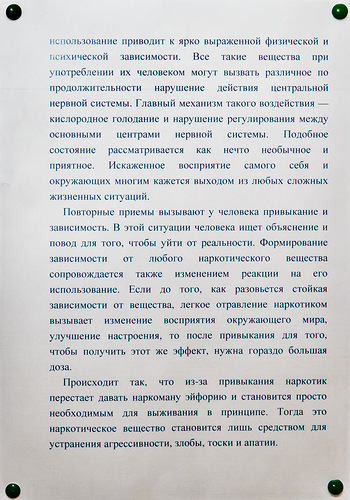 использование приводит к ярко выраженной физической и
психической зависимости. Все такие вещества при
употреблении их человеком могут вызвать различное по
продолжительности нарушение действия центральной
нервной системы. Главный механизм такого воздействия —
кислородное голодание и нарушение регулирования между
основными центрами нервной системы. Подобное
состояние рассматривается как нечто необычное и
приятное. Искаженное восприятие самого себя и
окружающих многим кажется выходом из любых сложных
жизненных ситуаций.
Повторные приемы вызывают у человека привыкание и
зависимость. В этой ситуации человека ищет объяснение и
повод для того, чтобы уйти от реальности. Формирование
зависимости от любого наркотического вещества
сопровождается также изменением реакции на его
использование. Если до того, как разовьется стойкая
зависимости от вещества, легкое отравление наркотиком
вызывает изменение восприятия окружающего мира,
улучшение настроения, то после привыкания для того,
чтобы получить этот же эффект, нужна гораздо большая
доза.
Происходит так, что из-за привыкания наркотик
перестает давать наркоману эйфорию и становится просто
необходимым для выживания в принципе. Тогда это
наркотическое вещество становится лишь средством для
устранения агрессивности, злобы, тоски и апатии.